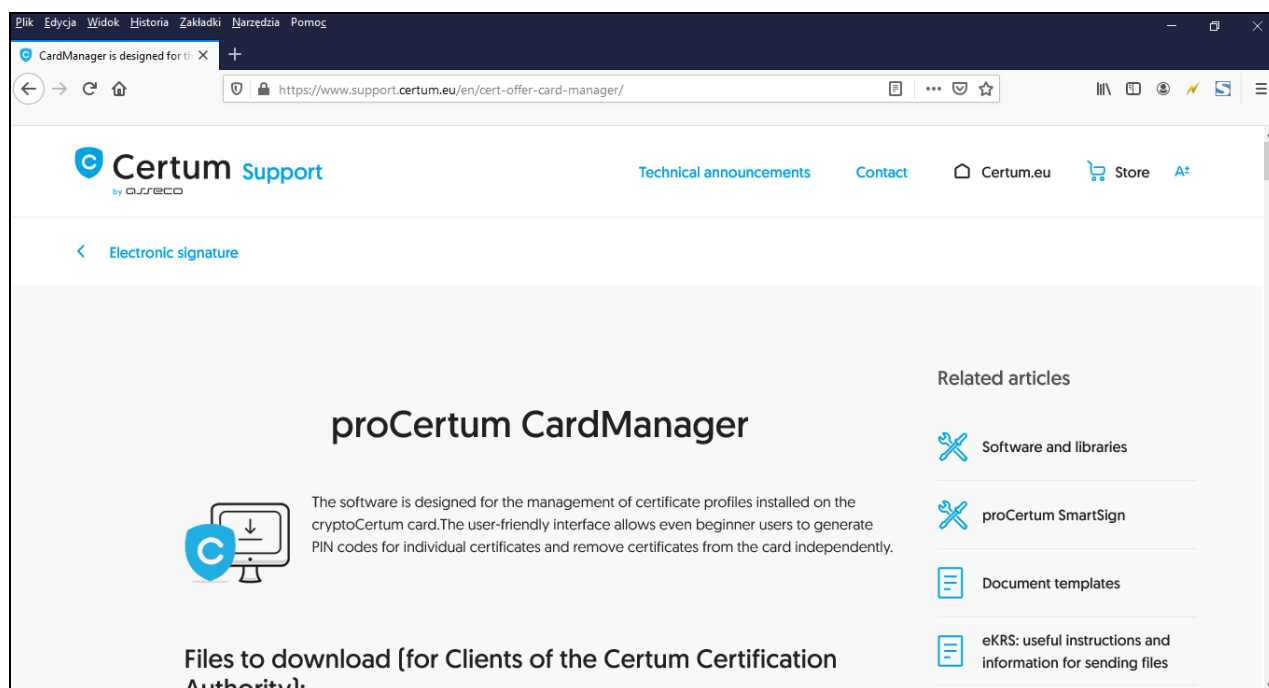 Plik Edycja Widok Historia Zakładki Narzędzia Pomoc
CardManager is designed for th
https://www.support.certum.eu/en/cert-offer-card-manager/
Certum Support
by asseco
Technical announcements
Contact
Certum.eu
Store
A±
Electronic signature
Related articles
proCertum CardManager
Software and libraries
The software is designed for the management of certificate profiles installed on the
cryptoCertum card.The user-friendly interface allows even beginner users to generate
PIN codes for individual certificates and remove certificates from the card independently.
proCertum SmartSign
Document templates
eKRS: useful instructions and
information for sending files
Files to download (for Clients of the Certum Certification
Authority):